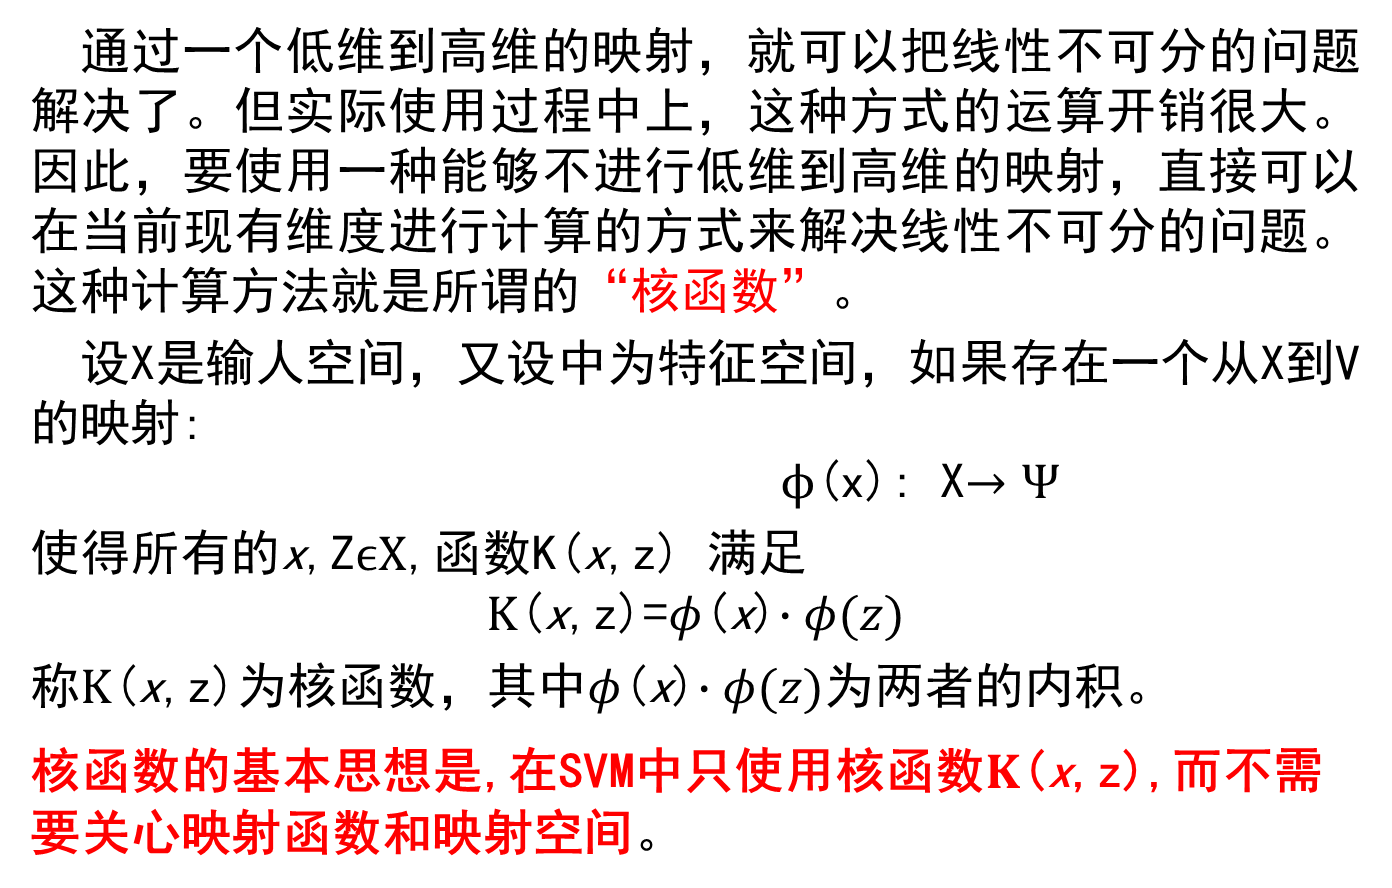 通过一个低维到高维的映射，就可以把线性不可分的问题
解决了。但实际使用过程中上，这种方式的运算开销很大。
因此，要使用一种能够不进行低维到高维的映射，直接可以
在当前现有维度进行计算的方式来解决线性不可分的问题。
这种计算方法就是所谓的“核函数”。
设X是输人空间，又设中为特征空间，如果存在一个从X到V
的映射:
ϕ(x): X→ Ψ
使得所有的x,ZϵX,函数K(x,z) 满足
K(x,z)=ϕ(x)·ϕ(z)
称K(x,z)为核函数，其中ϕ(x)·ϕ(z)为两者的内积。
核函数的基本思想是,在SVM中只使用核函数K(x,z),而不需
要关心映射函数和映射空间。